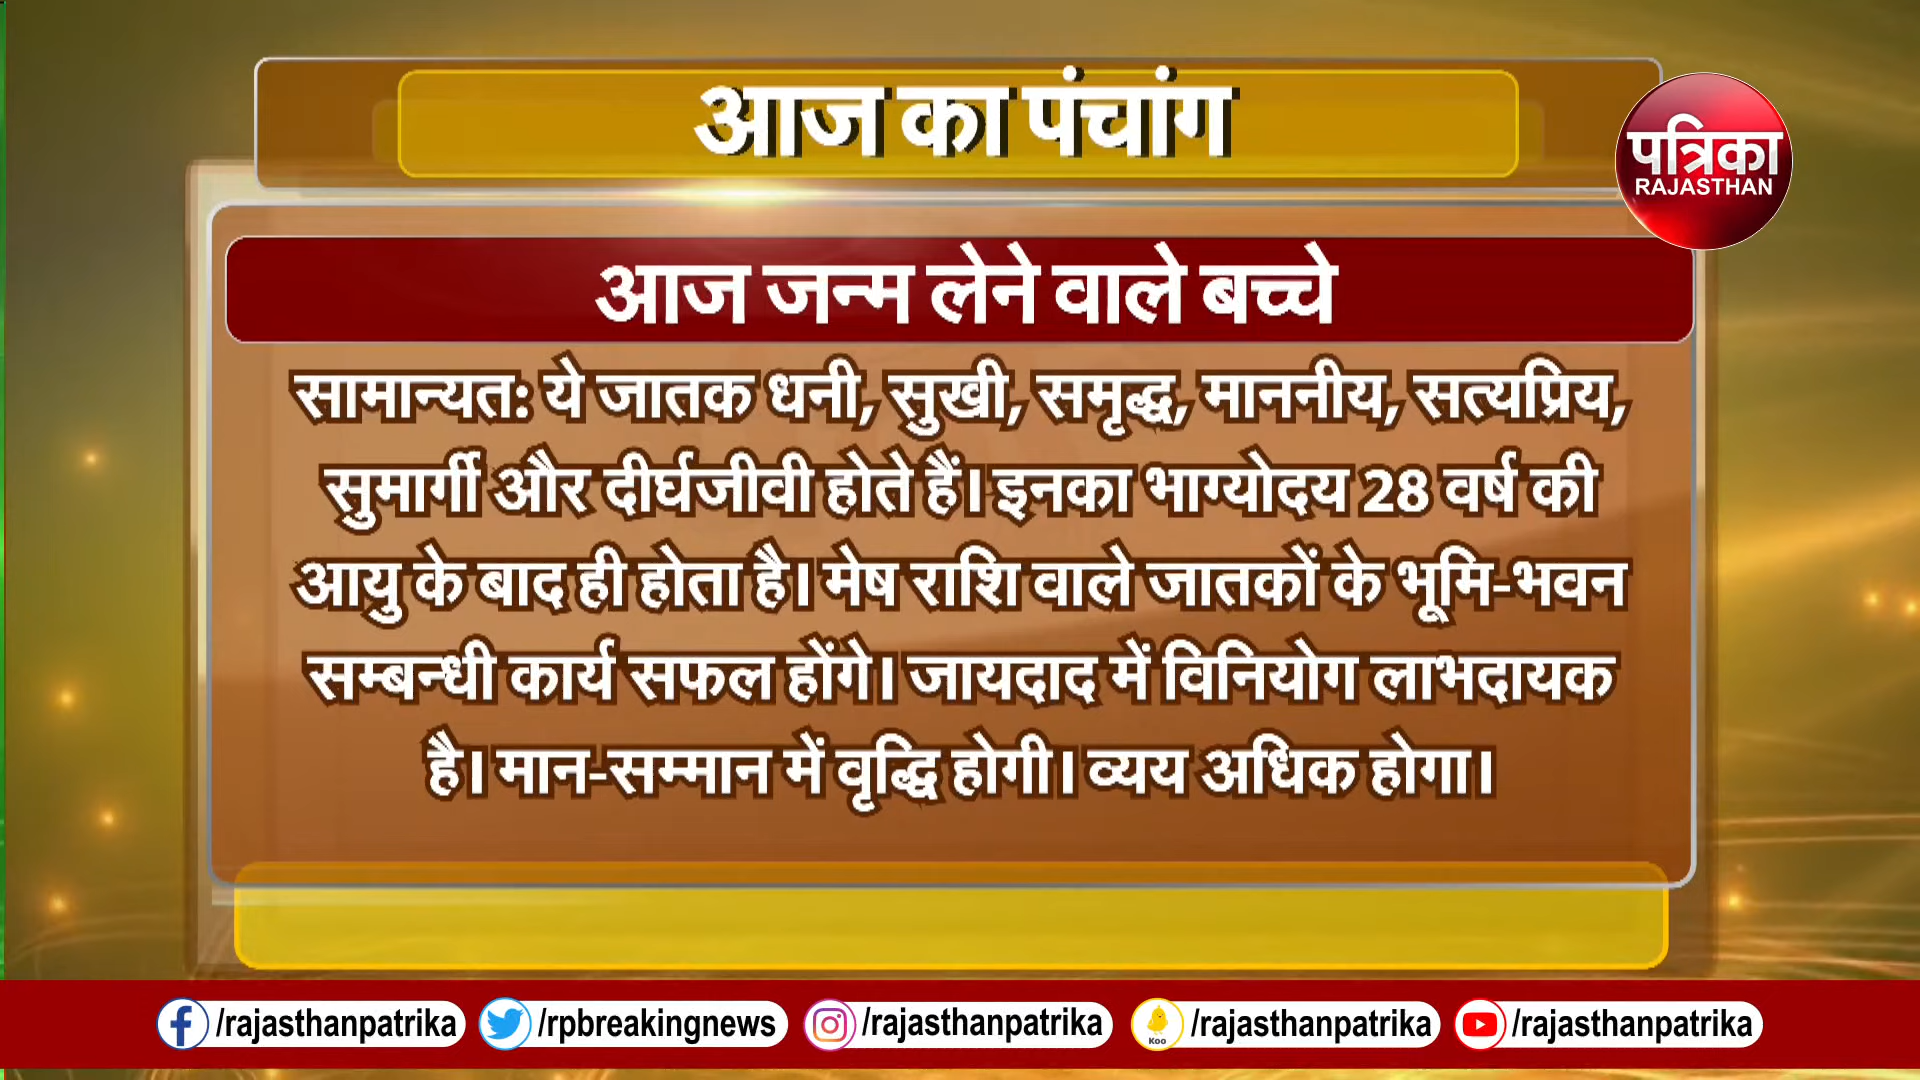 आज का पंचांग
पत्रिका
RAJASTHAN
आज जन्म लेने वाले बच्चे
सामान्यत: ये जातक धनी, सुखी, समृद्ध, माननीय, सत्यप्रिय,
सुमार्गी और दीर्घजीवी होते हैं। इनका भाग्योदय 28 वर्ष की
आयु के बाद ही होता है। मेष राशि वाले जातकों के भूमि-भवन
सम्बन्धी कार्य सफल होंगे। जायदाद में विनियोग लाभदायक
है। मान-सम्मान में वृद्धि होगी। व्यय अधिक होगा।
/rajasthanpatrika /rpbreakingnews /rajasthanpatrika Koo /rajasthanpatrika /rajasthanpatrika